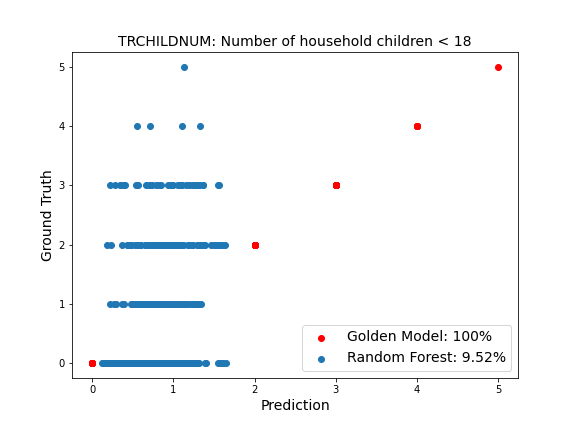 TRCHILDNUM: Number of household children < 18
5
4
3
2
1
0
Ground Truth
Golden Model: 100%
Random Forest: 9.52%
0 1 2 3 4 5
Prediction